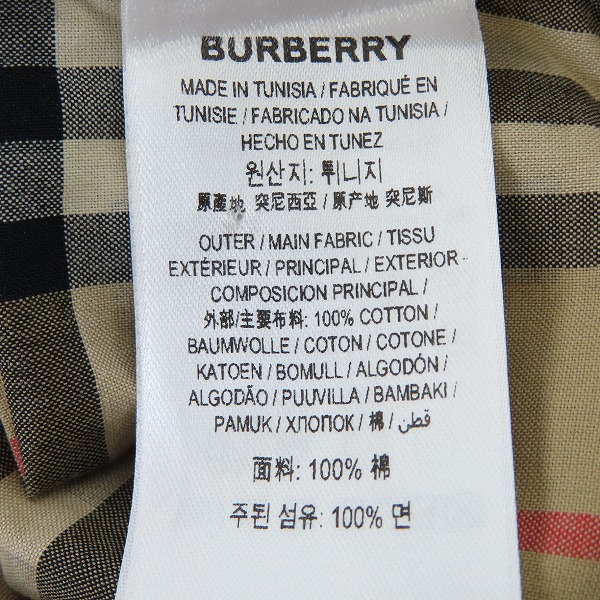 BURBERRY
MADE IN TUNISIA / FABRIQUÉ EN
TUNISIE / FABRICADO NA TUNISIA /
HECHO EN TUNEZ
원산지: 튀니지
原產地 突尼西亞 / 原产地 突尼斯
OUTER / MAIN FABRIC / TISSU
EXTÉRIEUR / PRINCIPAL / EXTERIOR -
COMPOSICION PRINCIPAL /
外部/主要布料: 100% COTTON /
BAUMWOLLE / COTON / COTONE /
KATOEN / BOMULL / ALGODÓN /
ALGODÃO / PUUVILLA / BAMBAKI /
PAMUK / ХЛОПОК / 棉 / قطن
面料: 100% 棉
주된 섬유: 100% 면